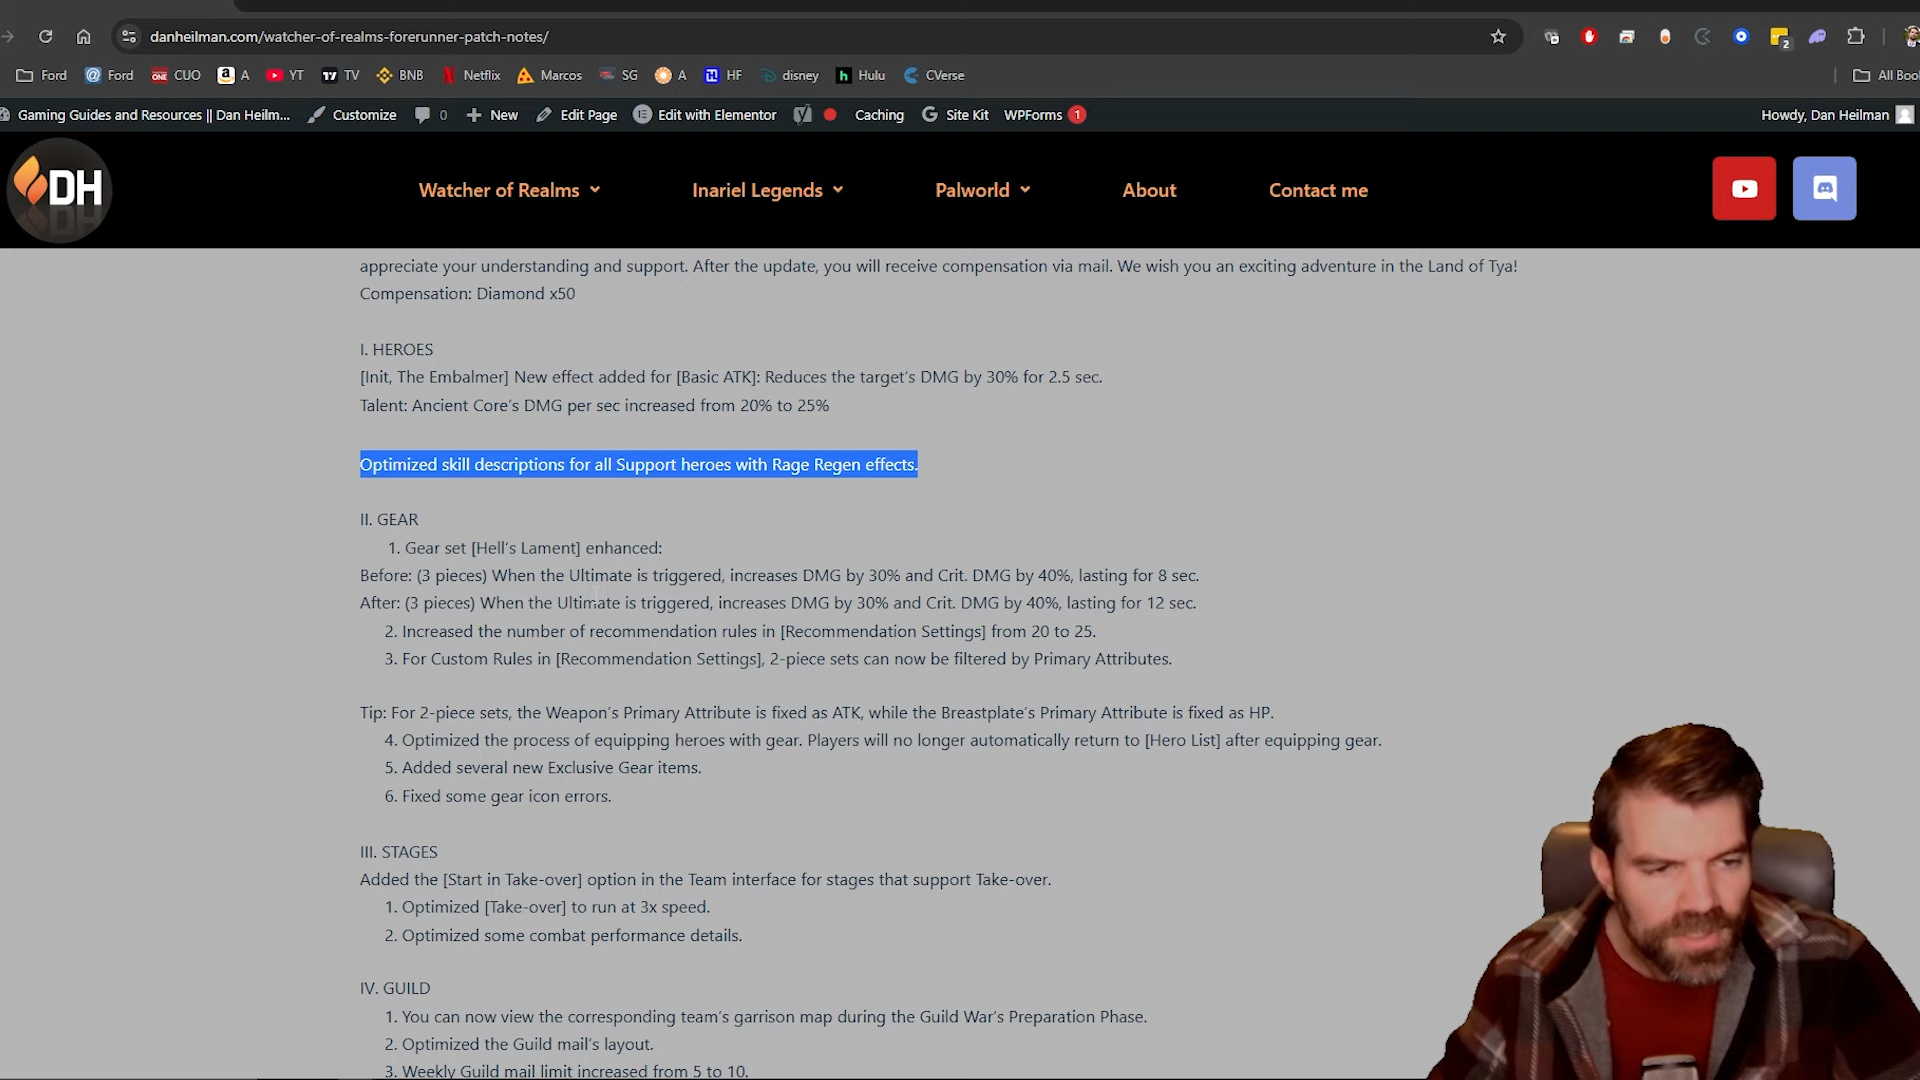 danheilman.com/watcher-of-realms-forerunner-patch-notes/
2
Ford
Ford
CUO
A
YT
TV
BNB
Netflix
Marcos
SG
A
HF
disney
Hulu
CVerse
All Boo
Gaming Guides and Resources || Dan Heilm...
Customize
0
New
Edit Page
Edit with Elementor
Caching
Site Kit
WPForms 1
Howdy, Dan Heilman
DH
Watcher of Realms
Inariel Legends
Palworld
About
Contact me
appreciate your understanding and support. After the update, you will receive compensation via mail. We wish you an exciting adventure in the Land of Tya!
Compensation: Diamond x50
I. HEROES
[Init, The Embalmer] New effect added for [Basic ATK]: Reduces the target's DMG by 30% for 2.5 sec.
Talent: Ancient Core's DMG per sec increased from 20% to 25%
Optimized skill descriptions for all Support heroes with Rage Regen effects.
II. GEAR
1. Gear set [Hell's Lament] enhanced:
Before: (3 pieces) When the Ultimate is triggered, increases DMG by 30% and Crit. DMG by 40%, lasting for 8 sec.
After: (3 pieces) When the Ultimate is triggered, increases DMG by 30% and Crit. DMG by 40%, lasting for 12 sec.
2. Increased the number of recommendation rules in [Recommendation Settings] from 20 to 25.
3. For Custom Rules in [Recommendation Settings], 2-piece sets can now be filtered by Primary Attributes.
Tip: For 2-piece sets, the Weapon's Primary Attribute is fixed as ATK, while the Breastplate's Primary Attribute is fixed as HP.
4. Optimized the process of equipping heroes with gear. Players will no longer automatically return to [Hero List] after equipping gear.
5. Added several new Exclusive Gear items.
6. Fixed some gear icon errors.
III. STAGES
Added the [Start in Take-over] option in the Team interface for stages that support Take-over.
1. Optimized [Take-over] to run at 3x speed.
2. Optimized some combat performance details.
IV. GUILD
1. You can now view the corresponding team's garrison map during the Guild War's Preparation Phase.
2. Optimized the Guild mail's layout.
3. Weekly Guild mail limit increased from 5 to 10.